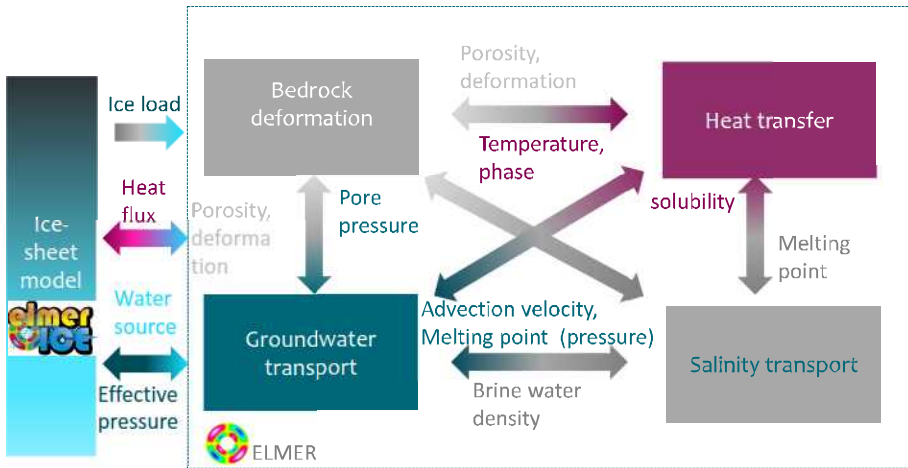 Ice load
Heat
flux
Ice-
sheet
model
elmer
ICE
Water
source
Effective
pressure
Bedrock
deformation
Porosity,
deformation
Temperature,
phase
Heat transfer
Porosity,
deforma
tion
Pore
pressure
solubility
Melting
point
Advection velocity,
Melting point (pressure)
Groundwater
transport
Brine water
density
Salinity transport
ELMER